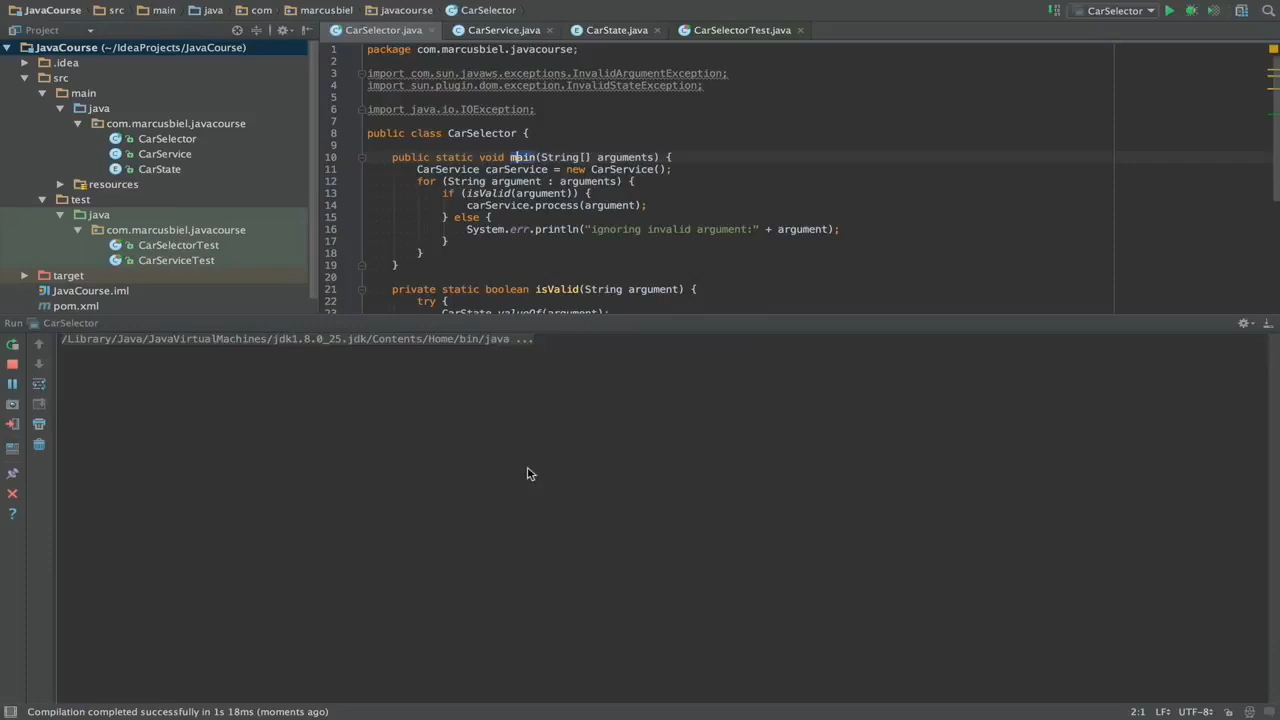 JavaCourse src main java com marcusbiel javacourse CarSelector CarSelector
Project CarSelector.java CarService.java CarState.java CarSelectorTest.java
JavaCourse (~/IdeaProjects/JavaCourse)
.idea
src
main
java
com.marcusbiel.javacourse
CarSelector
CarService
CarState
resources
test
java
com.marcusbiel.javacourse
CarSelectorTest
CarServiceTest
target
JavaCourse.iml
pom.xml
1 package com.marcusbiel.javacourse;
2
3 import com.sun.javaws.exceptions.InvalidArgumentException;
4 import sun.plugin.dom.exception.InvalidStateException;
5
6 import java.io.IOException;
7
8 public class CarSelector {
9
10 public static void main(String[] arguments) {
11 CarService carService = new CarService();
12 for (String argument : arguments) {
13 if (isValid(argument)) {
14 carService.process(argument);
15 } else {
16 System.err.println("ignoring invalid argument:" + argument);
17 }
18 }
19 }
20
21 private static boolean isValid(String argument) {
22 try {
23 CarState.valueOf(argument);
Run CarSelector
/Library/Java/JavaVirtualMachines/jdk1.8.0_25.jdk/Contents/Home/bin/java ...
Compilation completed successfully in 1s 18ms (moments ago) 2:1 LF UTF-8